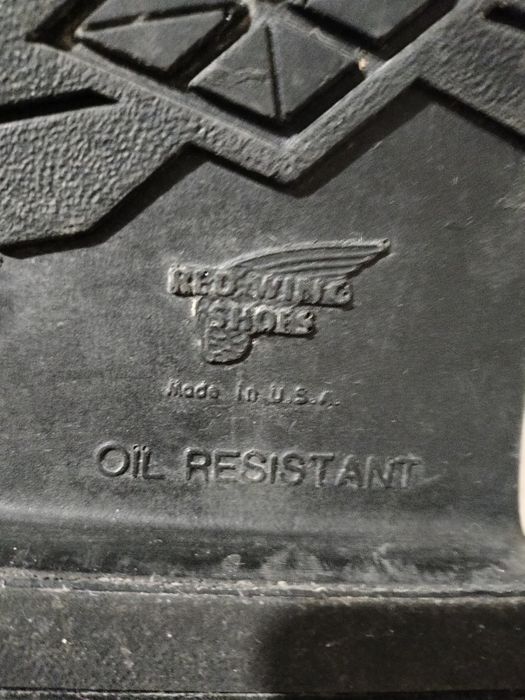 RED WING
SHOES
Made in U.S.A.
OIL RESISTANT